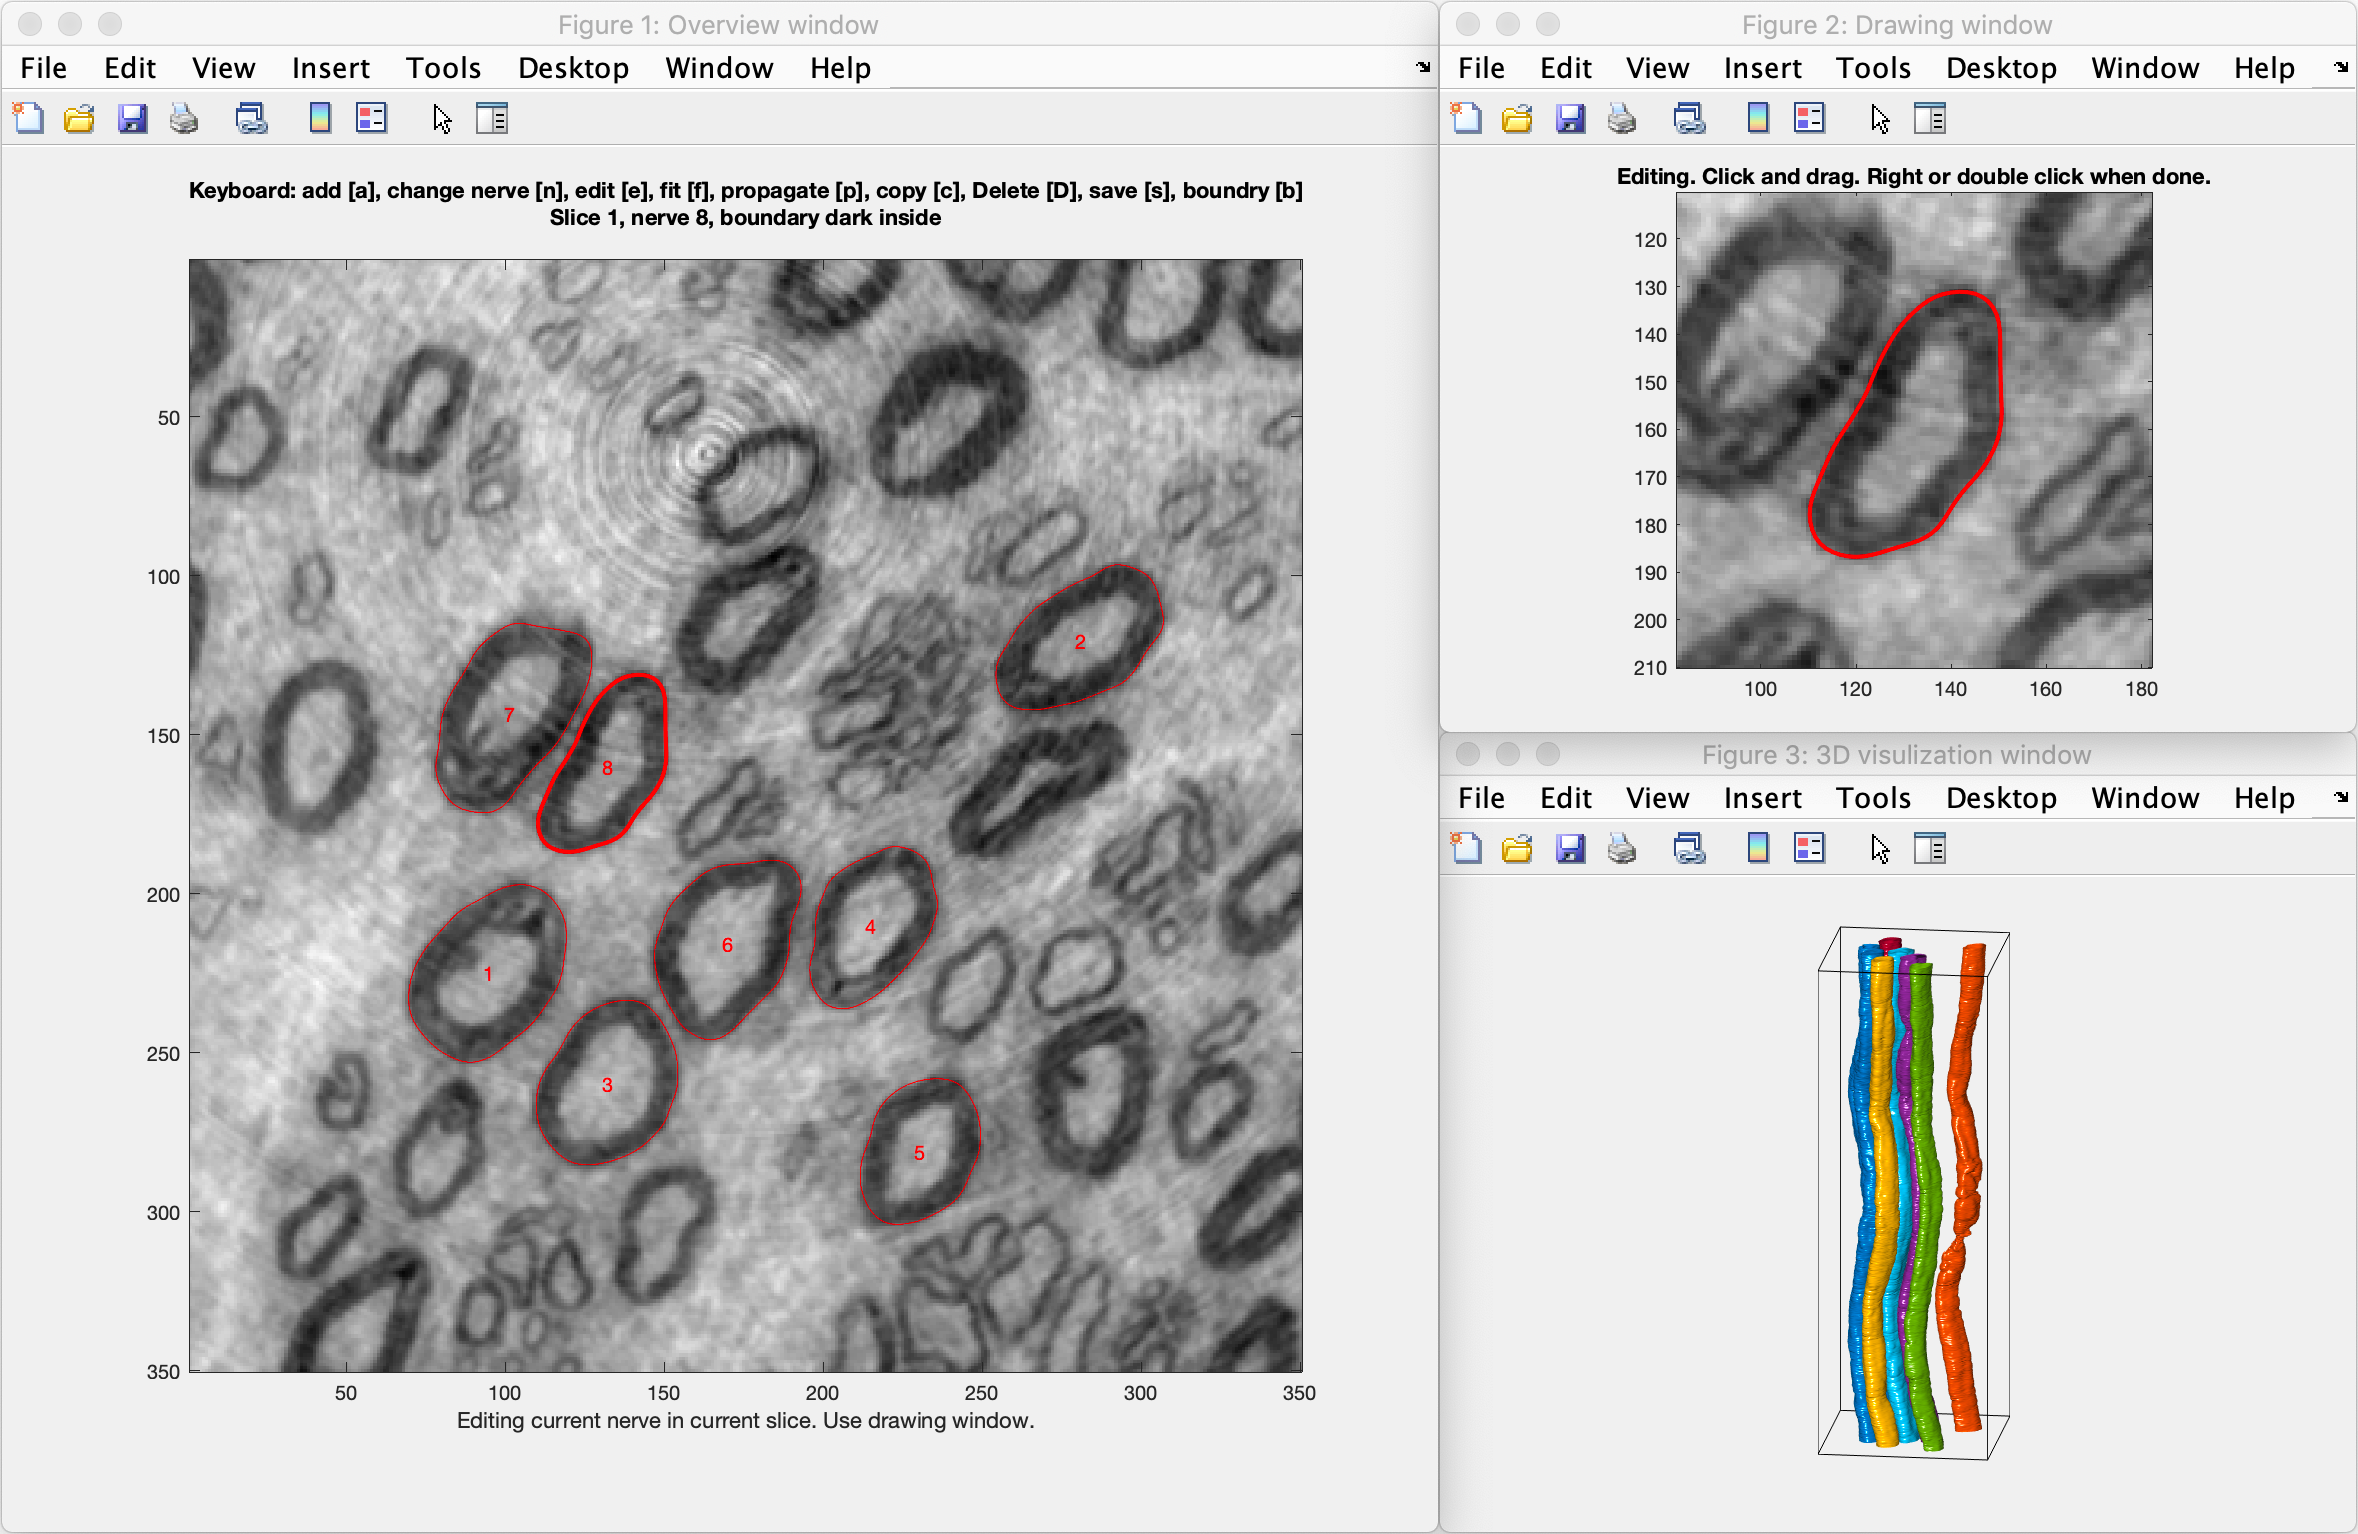 Figure 1: Overview window
File Edit View Insert Tools Desktop Window Help
Keyboard: add [a], change nerve [n], edit [e], fit [f], propagate [p], copy [c], Delete [D], save [s], boundry [b]
Slice 1, nerve 8, boundary dark inside
50
100
150
200
250
300
350
2
7
8
4
6
1
3
5
50 100 150 200 250 300 350
Editing current nerve in current slice. Use drawing window.
Figure 2: Drawing window
File Edit View Insert Tools Desktop Window Help
Editing. Click and drag. Right or double click when done.
120
130
140
150
160
170
180
190
200
210
100 120 140 160 180
Figure 3: 3D visulization window
File Edit View Insert Tools Desktop Window Help